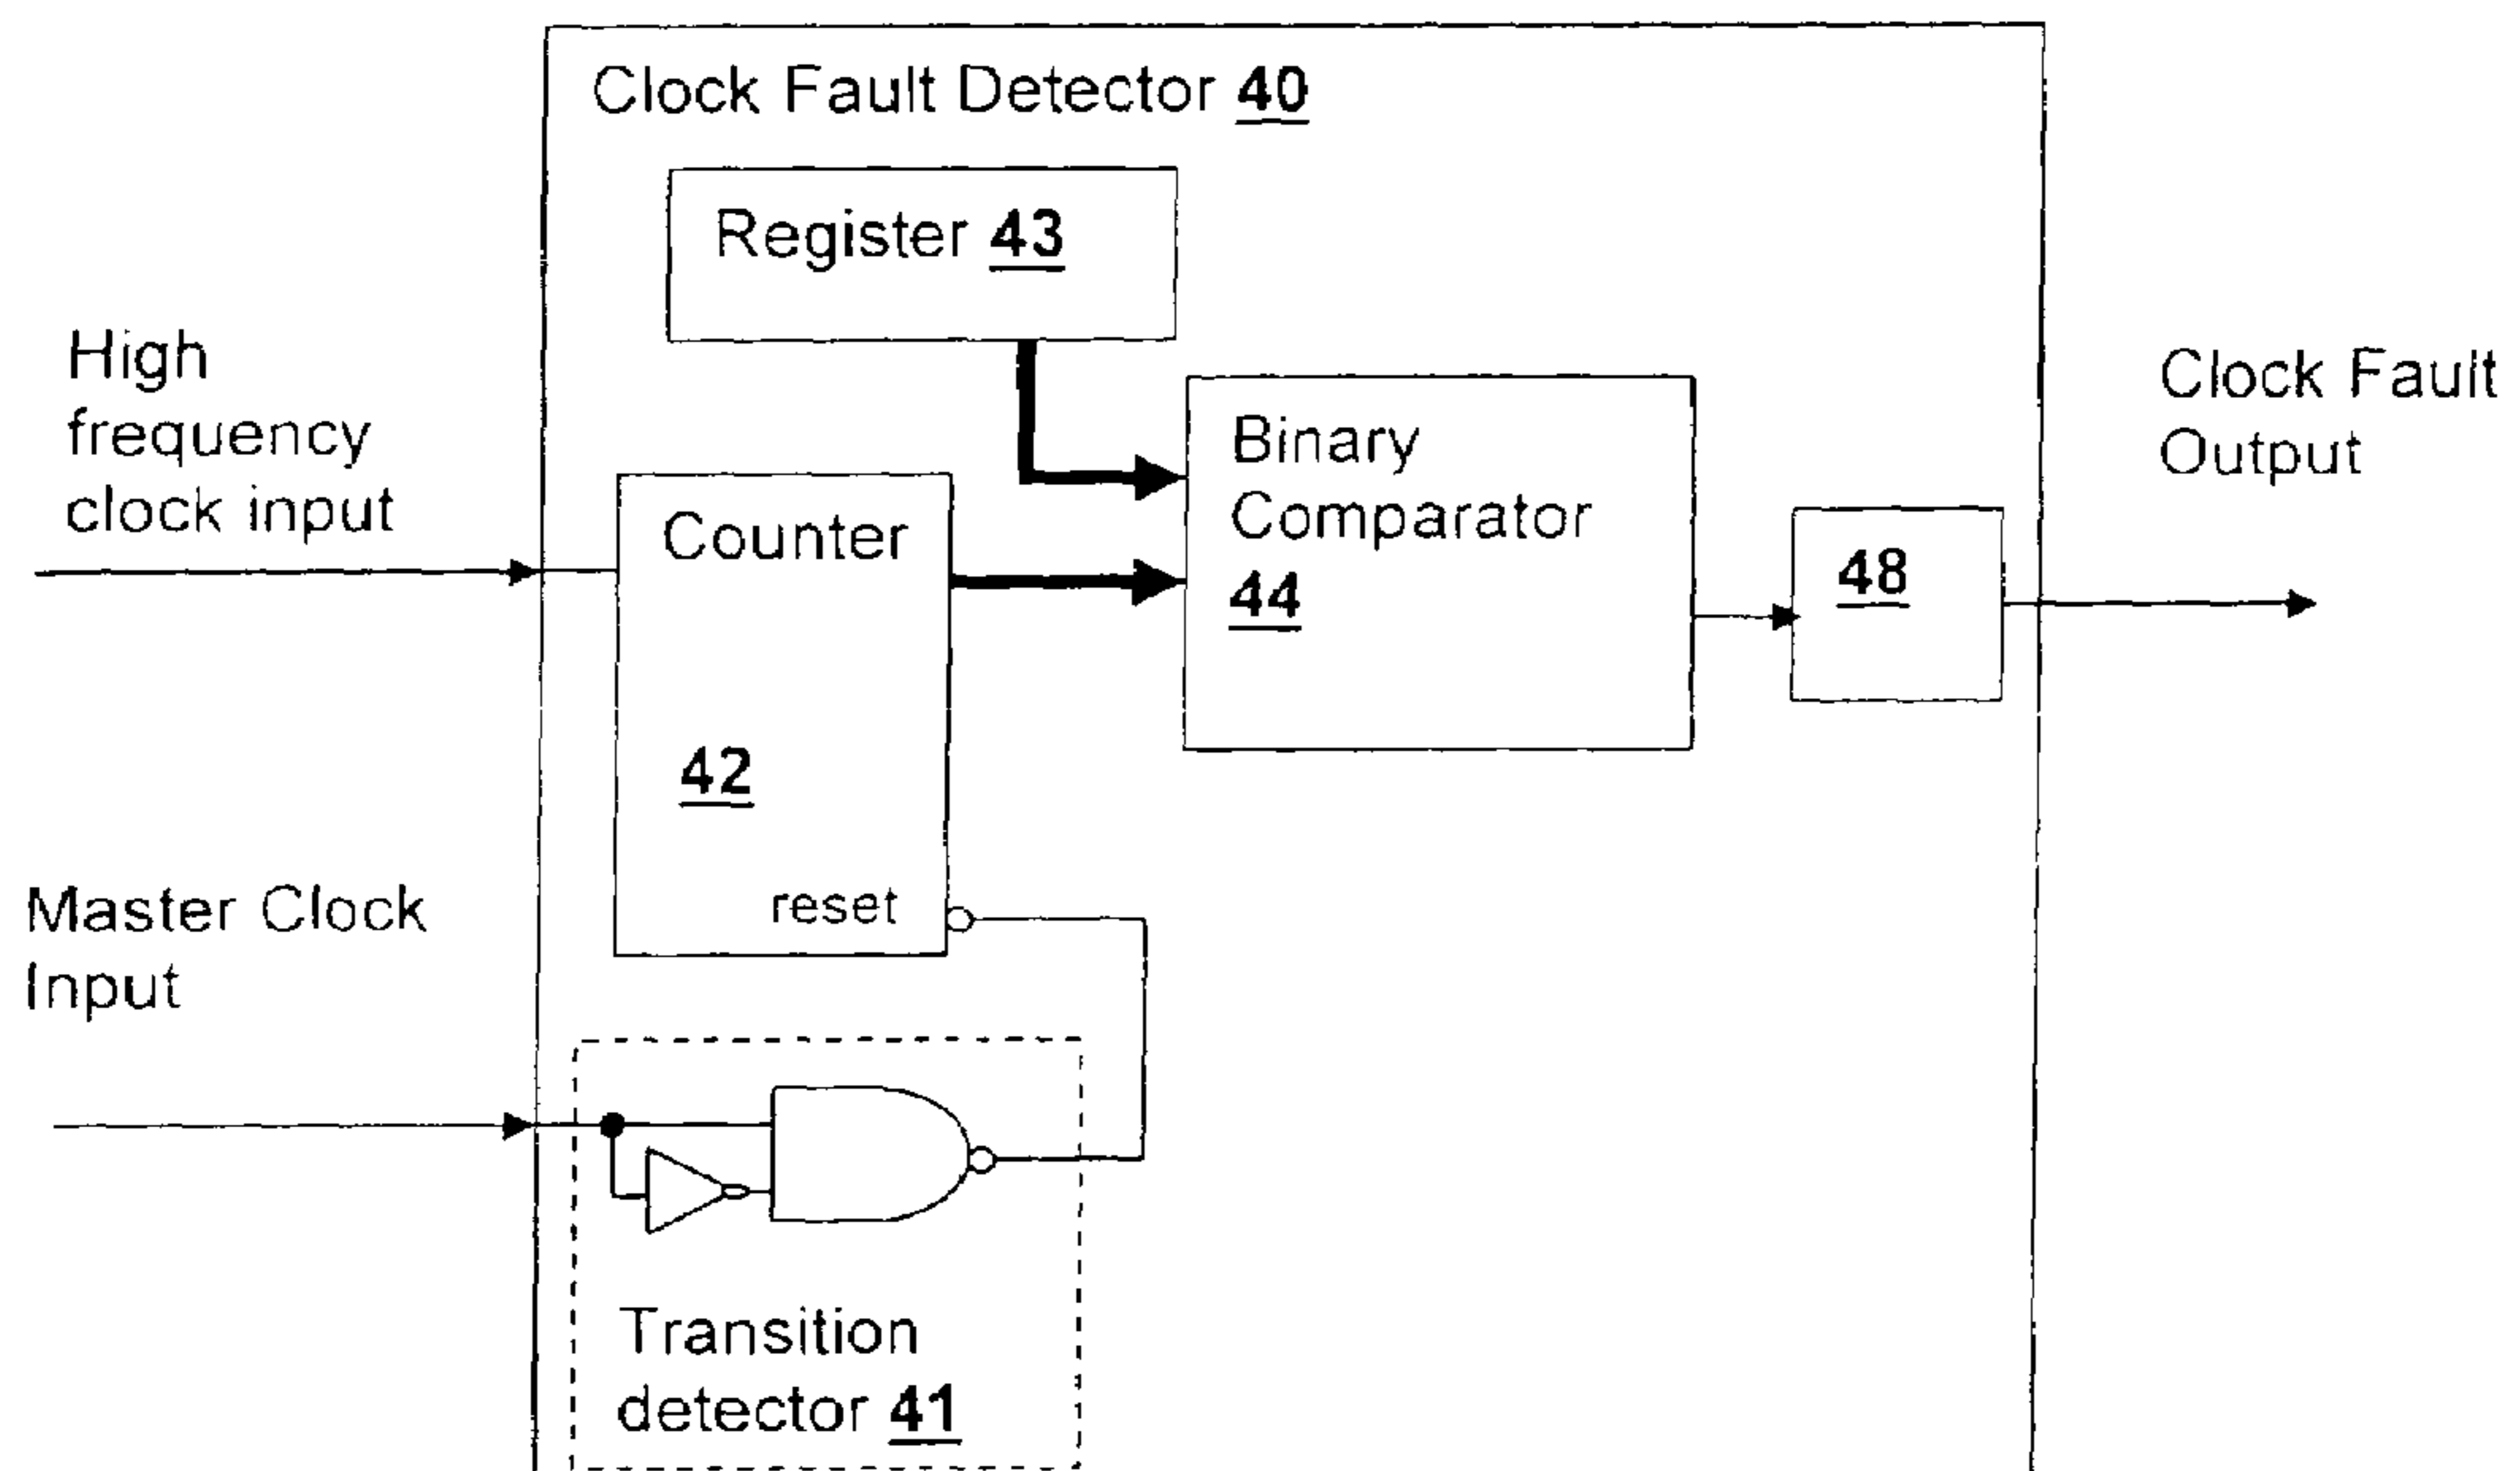 Clock Fault Detector 40
Register 43
High
frequency
clock input
Clock Fault
Output
Binary
Comparator
44
Counter
48
42
reset
Master Clock
Input
Transition
detector 41